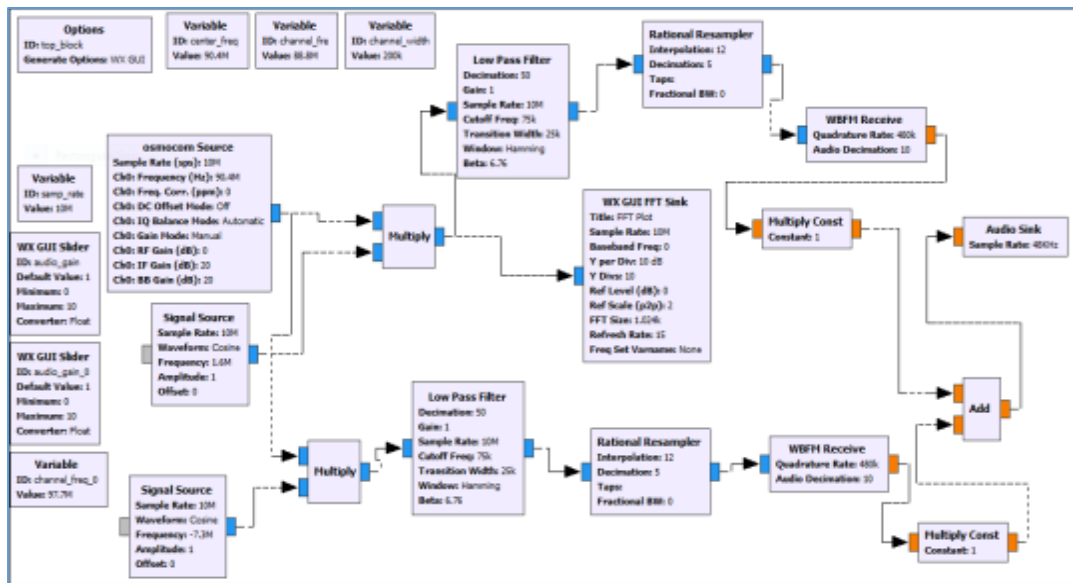 Options
ID: top_block
Generate Options: WX GUI
Variable
ID: center_freq
Value: 90.4M
Variable
ID: channel_fre
Value: 88.8M
Variable
ID: channel_width
Value: 200k
Low Pass Filter
Decimation: 50
Gain: 1
Sample Rate: 10M
Cutoff Freq: 75k
Transition Width: 25k
Window: Hamming
Beta: 6.76
Rational Resampler
Interpolation: 12
Decimation: 5
Taps:
Fractional BW: 0
WBFM Receive
Quadrature Rate: 480k
Audio Decimation: 10
osmocom Source
Sample Rate (sps): 10M
Ch0: Frequency (Hz): 90.4M
Ch0: Freq. Corr. (ppm): 0
Ch0: DC Offset Mode: Off
Ch0: IQ Balance Mode: Automatic
Ch0: Gain Mode: Manual
Ch0: RF Gain (dB): 0
Ch0: IF Gain (dB): 20
Ch0: BB Gain (dB): 20
Variable
ID: samp_rate
Value: 10M
Multiply
WX GUI FFT Sink
Title: FFT Plot
Sample Rate: 10M
Baseband Freq: 0
Y per Div: 10 dB
Y Divs: 10
Ref Level (dB): 0
Ref Scale (p2p): 2
FFT Size: 1.024k
Refresh Rate: 15
Freq Set Varname: None
Multiply Const
Constant: 1
Audio Sink
Sample Rate: 48KHz
WX GUI Slider
ID: audio_gain
Default Value: 1
Minimum: 0
Maximum: 10
Converter: Float
Signal Source
Sample Rate: 10M
Waveform: Cosine
Frequency: 1.6M
Amplitude: 1
Offset: 0
WX GUI Slider
ID: audio_gain_0
Default Value: 1
Minimum: 0
Maximum: 10
Converter: Float
Add
Low Pass Filter
Decimation: 50
Gain: 1
Sample Rate: 10M
Cutoff Freq: 75k
Transition Width: 25k
Window: Hamming
Beta: 6.76
Multiply
Rational Resampler
Interpolation: 12
Decimation: 5
Taps:
Fractional BW: 0
WBFM Receive
Quadrature Rate: 480k
Audio Decimation: 10
Variable
ID: channel_freq_0
Value: 97.7M
Signal Source
Sample Rate: 10M
Waveform: Cosine
Frequency: -7.3M
Amplitude: 1
Offset: 0
Multiply Const
Constant: 1